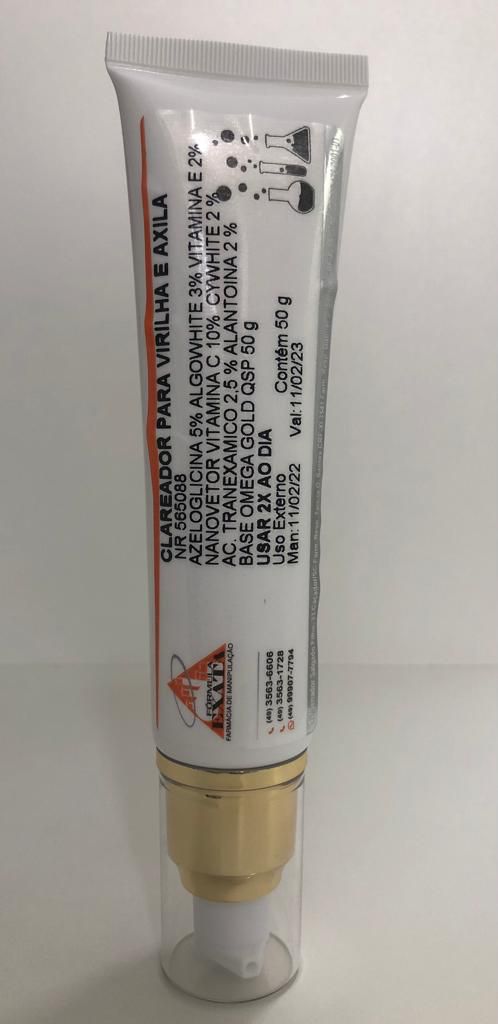 CLAREADOR PARA VIRILHA E AXILA
NR 565088
AZELOGLICINA 5% ALGOWHITE 3% VITAMINA E 2%
NANOVETOR VITAMINA C 10% CYWHITE 2 %
AC. TRANEXAMICO 2,5 % ALANTOINA 2 %
BASE OMEGA GOLD QSP 50 g
USAR 2X AO DIA
Uso Externo Contém 50 g
Man:11/02/22 Val:11/02/23
FÓRMULA
EXATA
FARMÁCIA DE MANIPULAÇÃO
(49) 3563-6606
(49) 3563-1728
(49) 99907-7794